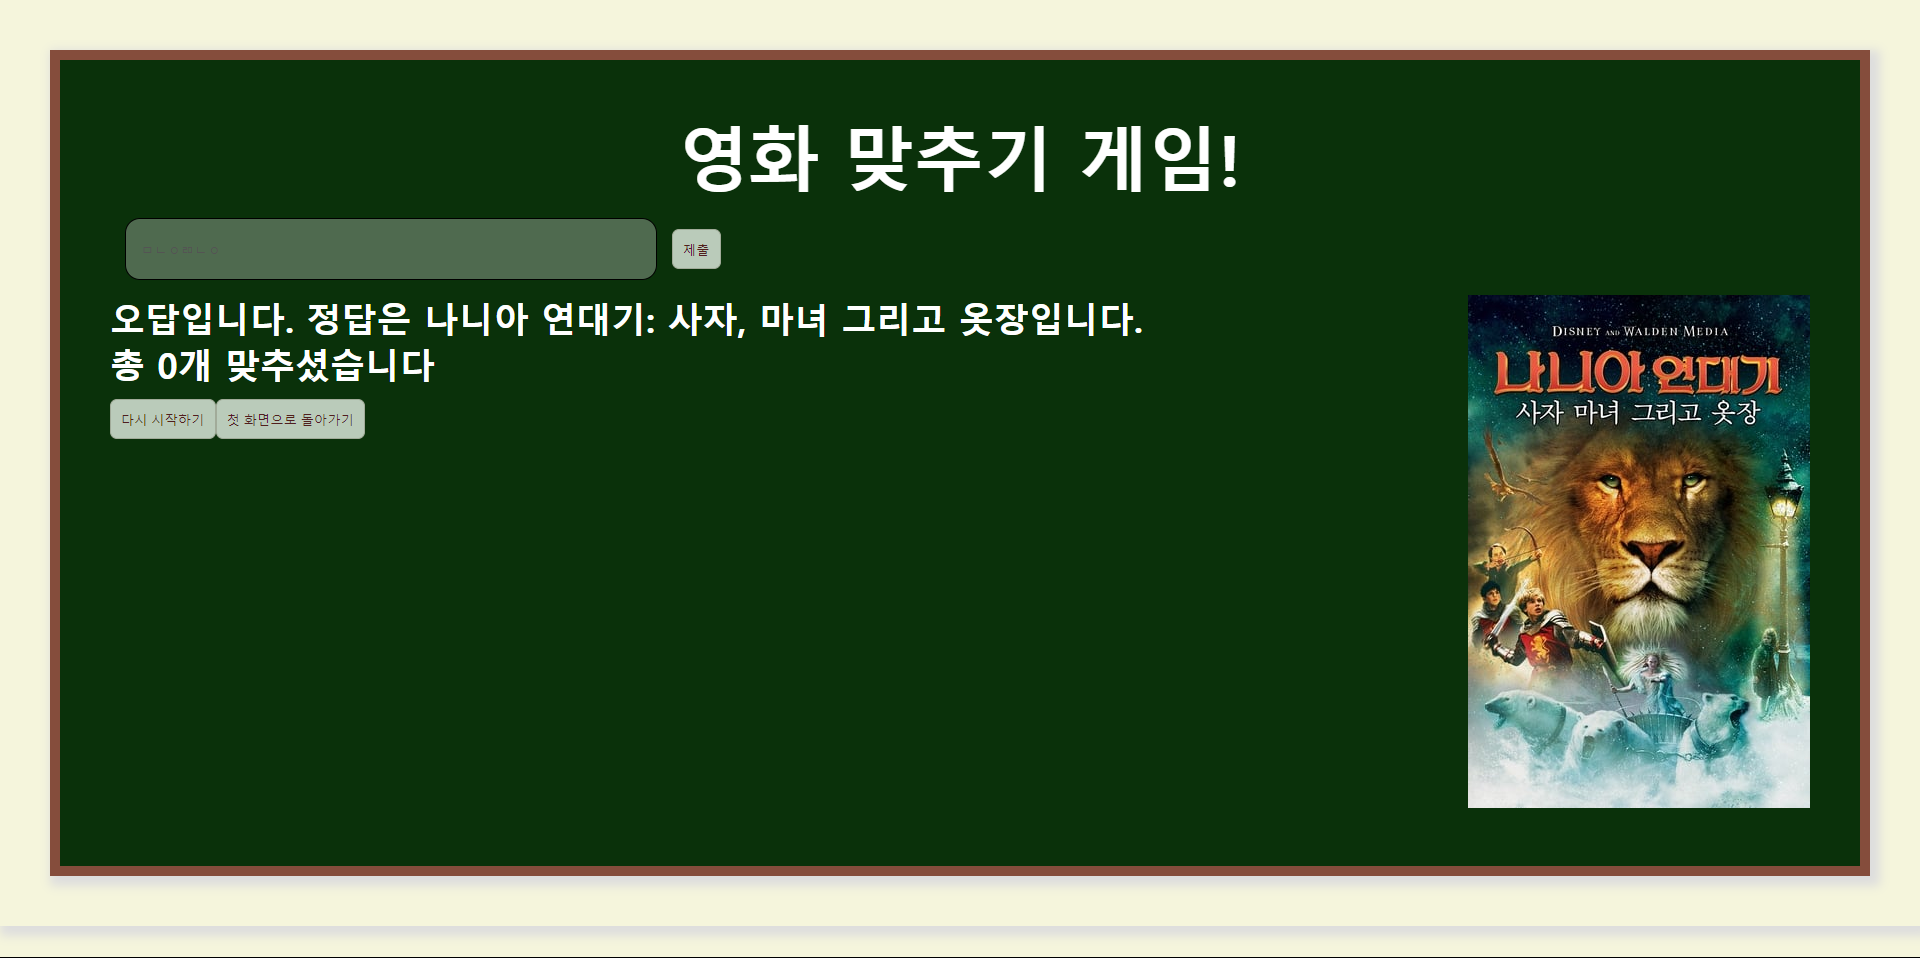 영화 맞추기 게임!
제출
오답입니다. 정답은 나니아 연대기: 사자, 마녀 그리고 옷장입니다.
총 0개 맞추셨습니다
다시 시작하기 첫 화면으로 돌아가기
DISNEY AND WALDEN MEDIA
나니아 연대기
사자 마녀 그리고 옷장